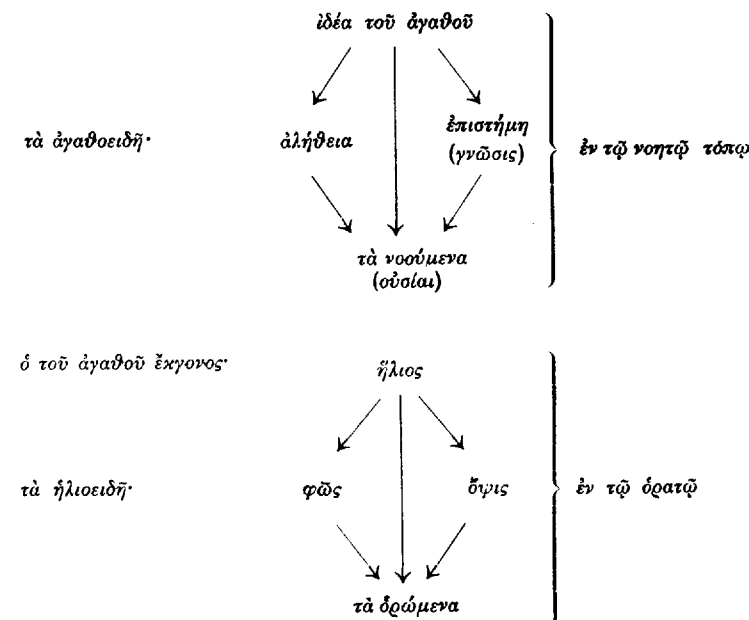 ἰδέα τοῦ ἀγαθοῦ
τὰ ἀγαθοειδῆ· ἀλήθεια ἐπιστήμη ἐν τῷ νοητῷ τόπῳ
(γνῶσις)
τὰ νοούμενα
(οὐσίαι)
ὁ τοῦ ἀγαθοῦ ἔκγονος· ἥλιος
τὰ ἡλιοειδῆ· φῶς ὄψις ἐν τῷ ὁρατῷ
τὰ ὁρώμενα